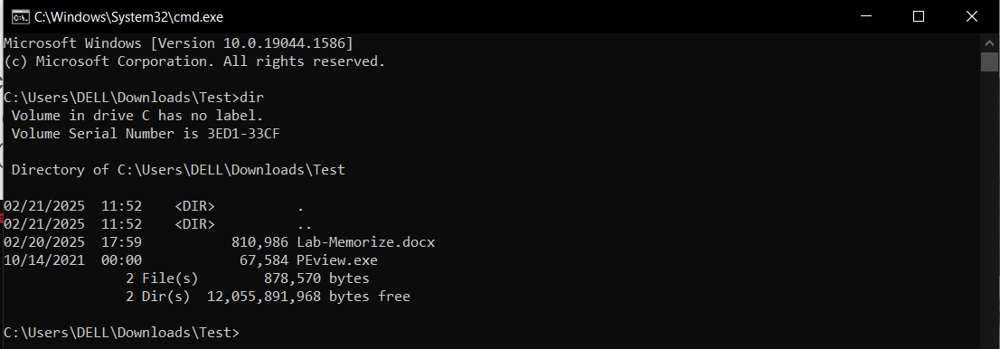 C:\Windows\System32\cmd.exe
Microsoft Windows [Version 10.0.19044.1586]
(c) Microsoft Corporation. All rights reserved.
C:\Users\DELL\Downloads\Test>dir
 Volume in drive C has no label.
 Volume Serial Number is 3ED1-33CF
 Directory of C:\Users\DELL\Downloads\Test
02/21/2025  11:52    <DIR>          .
02/21/2025  11:52    <DIR>          ..
02/20/2025  17:59           810,986 Lab-Memorize.docx
10/14/2021  00:00            67,584 PEview.exe
               2 File(s)        878,570 bytes
               2 Dir(s)  12,055,891,968 bytes free
C:\Users\DELL\Downloads\Test>